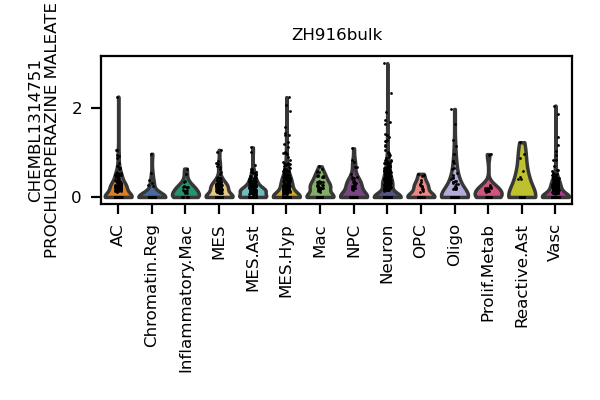 ZH916bulk
CHEMBL1314751
PROCHLORPERAZINE MALEATE
2
0
AC
Chromatin.Reg
Inflammatory.Mac
MES
MES.Ast
MES.Hyp
Mac
NPC
Neuron
OPC
Oligo
Prolif.Metab
Reactive.Ast
Vasc